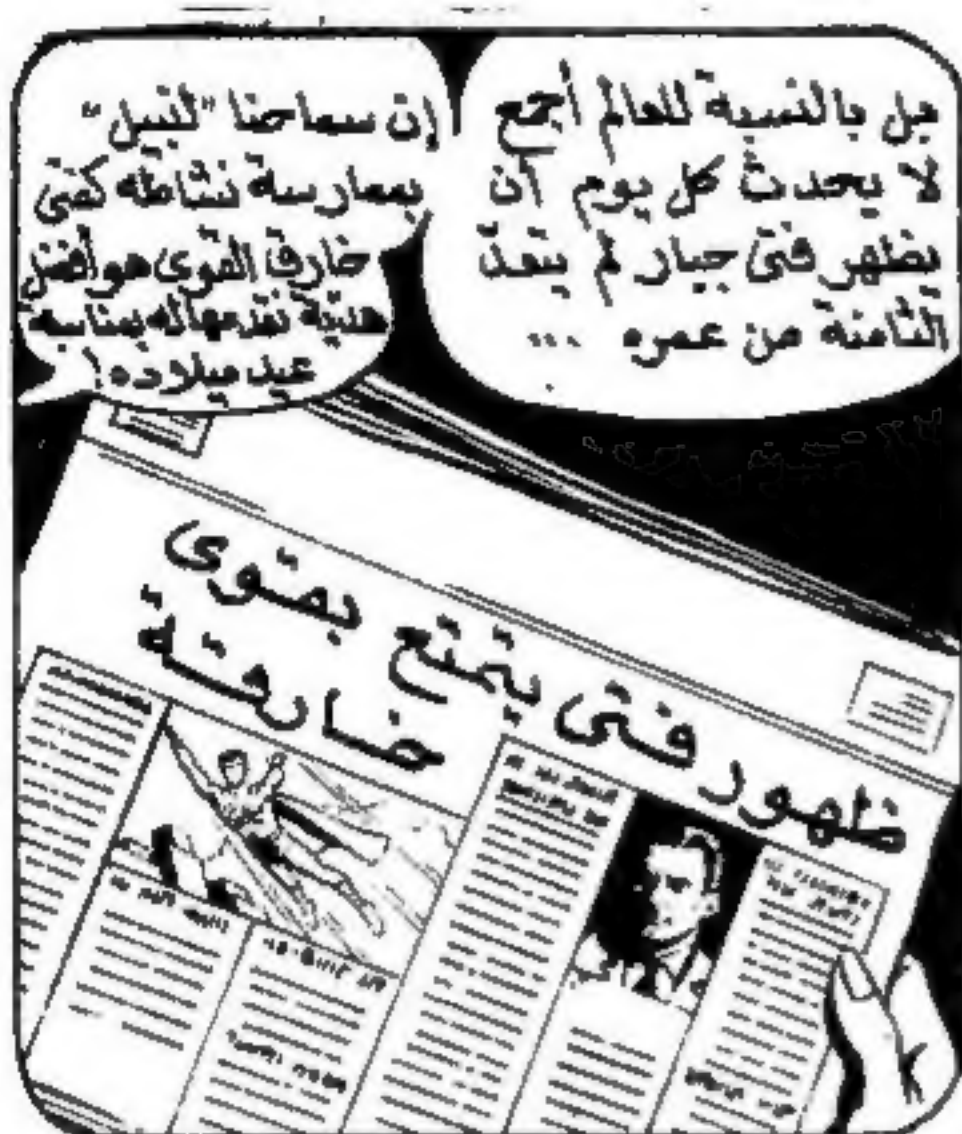 بل بالنسبة للعالم أجمع
لا يحدث كل يوم أن
يظهر فتى جبار لم يتعدّ
الثامنة من عمره ...
إن سماحنا "لنبيل"
بممارسة نشاطه كفتى
خارق القوى هو أفضل
هديّة نقدمها له بمناسبة
عيد ميلاده!
ظهور فتى يتمتع بقوى
خارقة